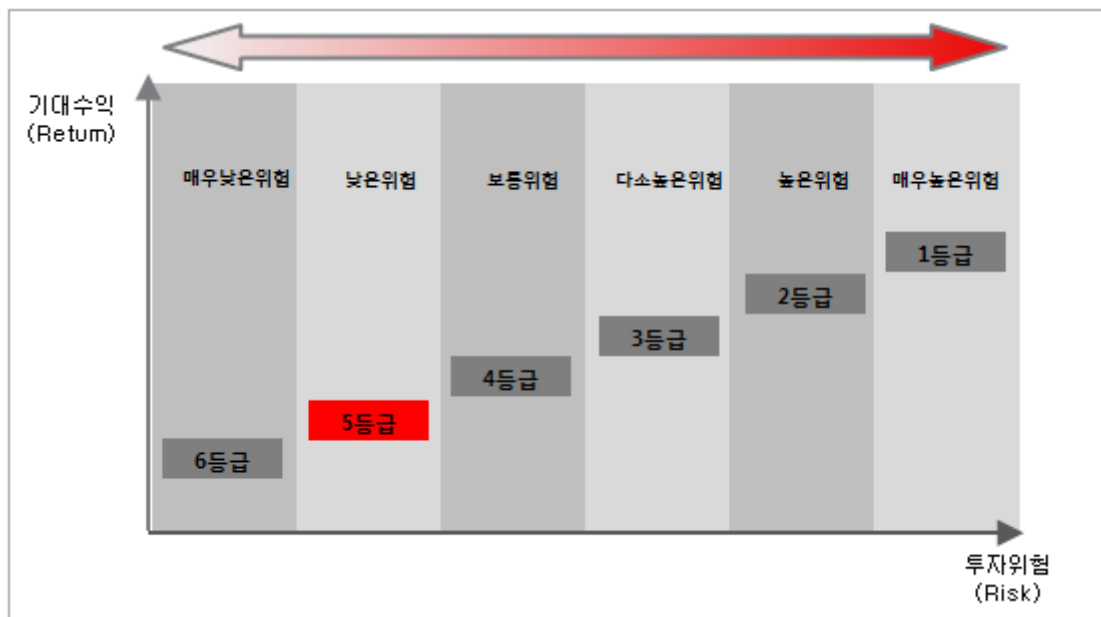 기대수익
(Retum)
매우낮은위험
낮은위험
보통위험
다소높은위험
높은위험
매우높은위험
1등급
2등급
3등급
4등급
5등급
6등급
투자위험
(Risk)